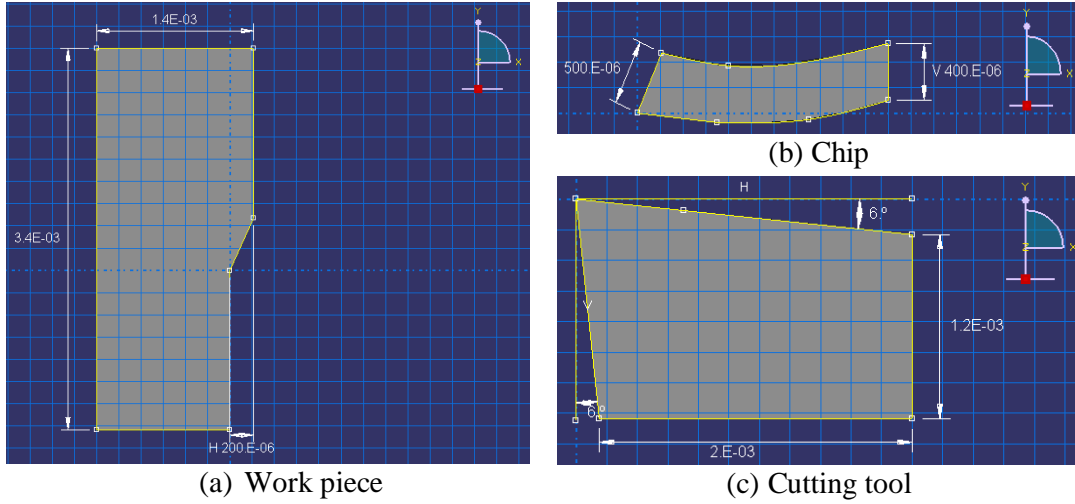 1.4E-03
Y
Z
X
3.4E-03
H 200.E-06
(a) Work piece
500.E-06
V 400.E-06
Y
Z
X
(b) Chip
H
6.º
V
1.2E-03
6.º
2.E-03
Y
Z
X
(c) Cutting tool